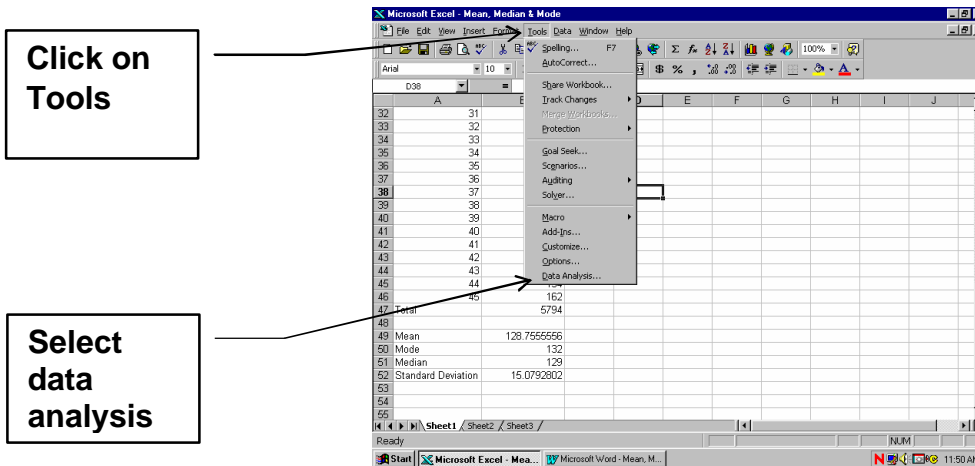 Click on
Tools
Select
data
analysis
Microsoft Excel - Mean, Median & Mode
File Edit View Insert Format Tools Data Window Help
100%
Arial 10 $ % ,
D38 =
Spelling... F7
AutoCorrect...
Share Workbook...
Track Changes
Merge Workbooks...
Protection
Goal Seek...
Scenarios...
Auditing
Solver...
Macro
Add-Ins...
Customize...
Options...
Data Analysis...
A E F G H I J
32 31
33 32
34 33
35 34
36 35
37 36
38 37
39 38
40 39
41 40
42 41
43 42
44 43
45 44
46 45 162
47 Total 5794
48
49 Mean 128.7555556
50 Mode 132
51 Median 129
52 Standard Deviation 15.0792802
53
54
55
Sheet1 Sheet2 Sheet3
Ready NUM
Start Microsoft Excel - Mea... Microsoft Word - Mean, M... 11:50 AM